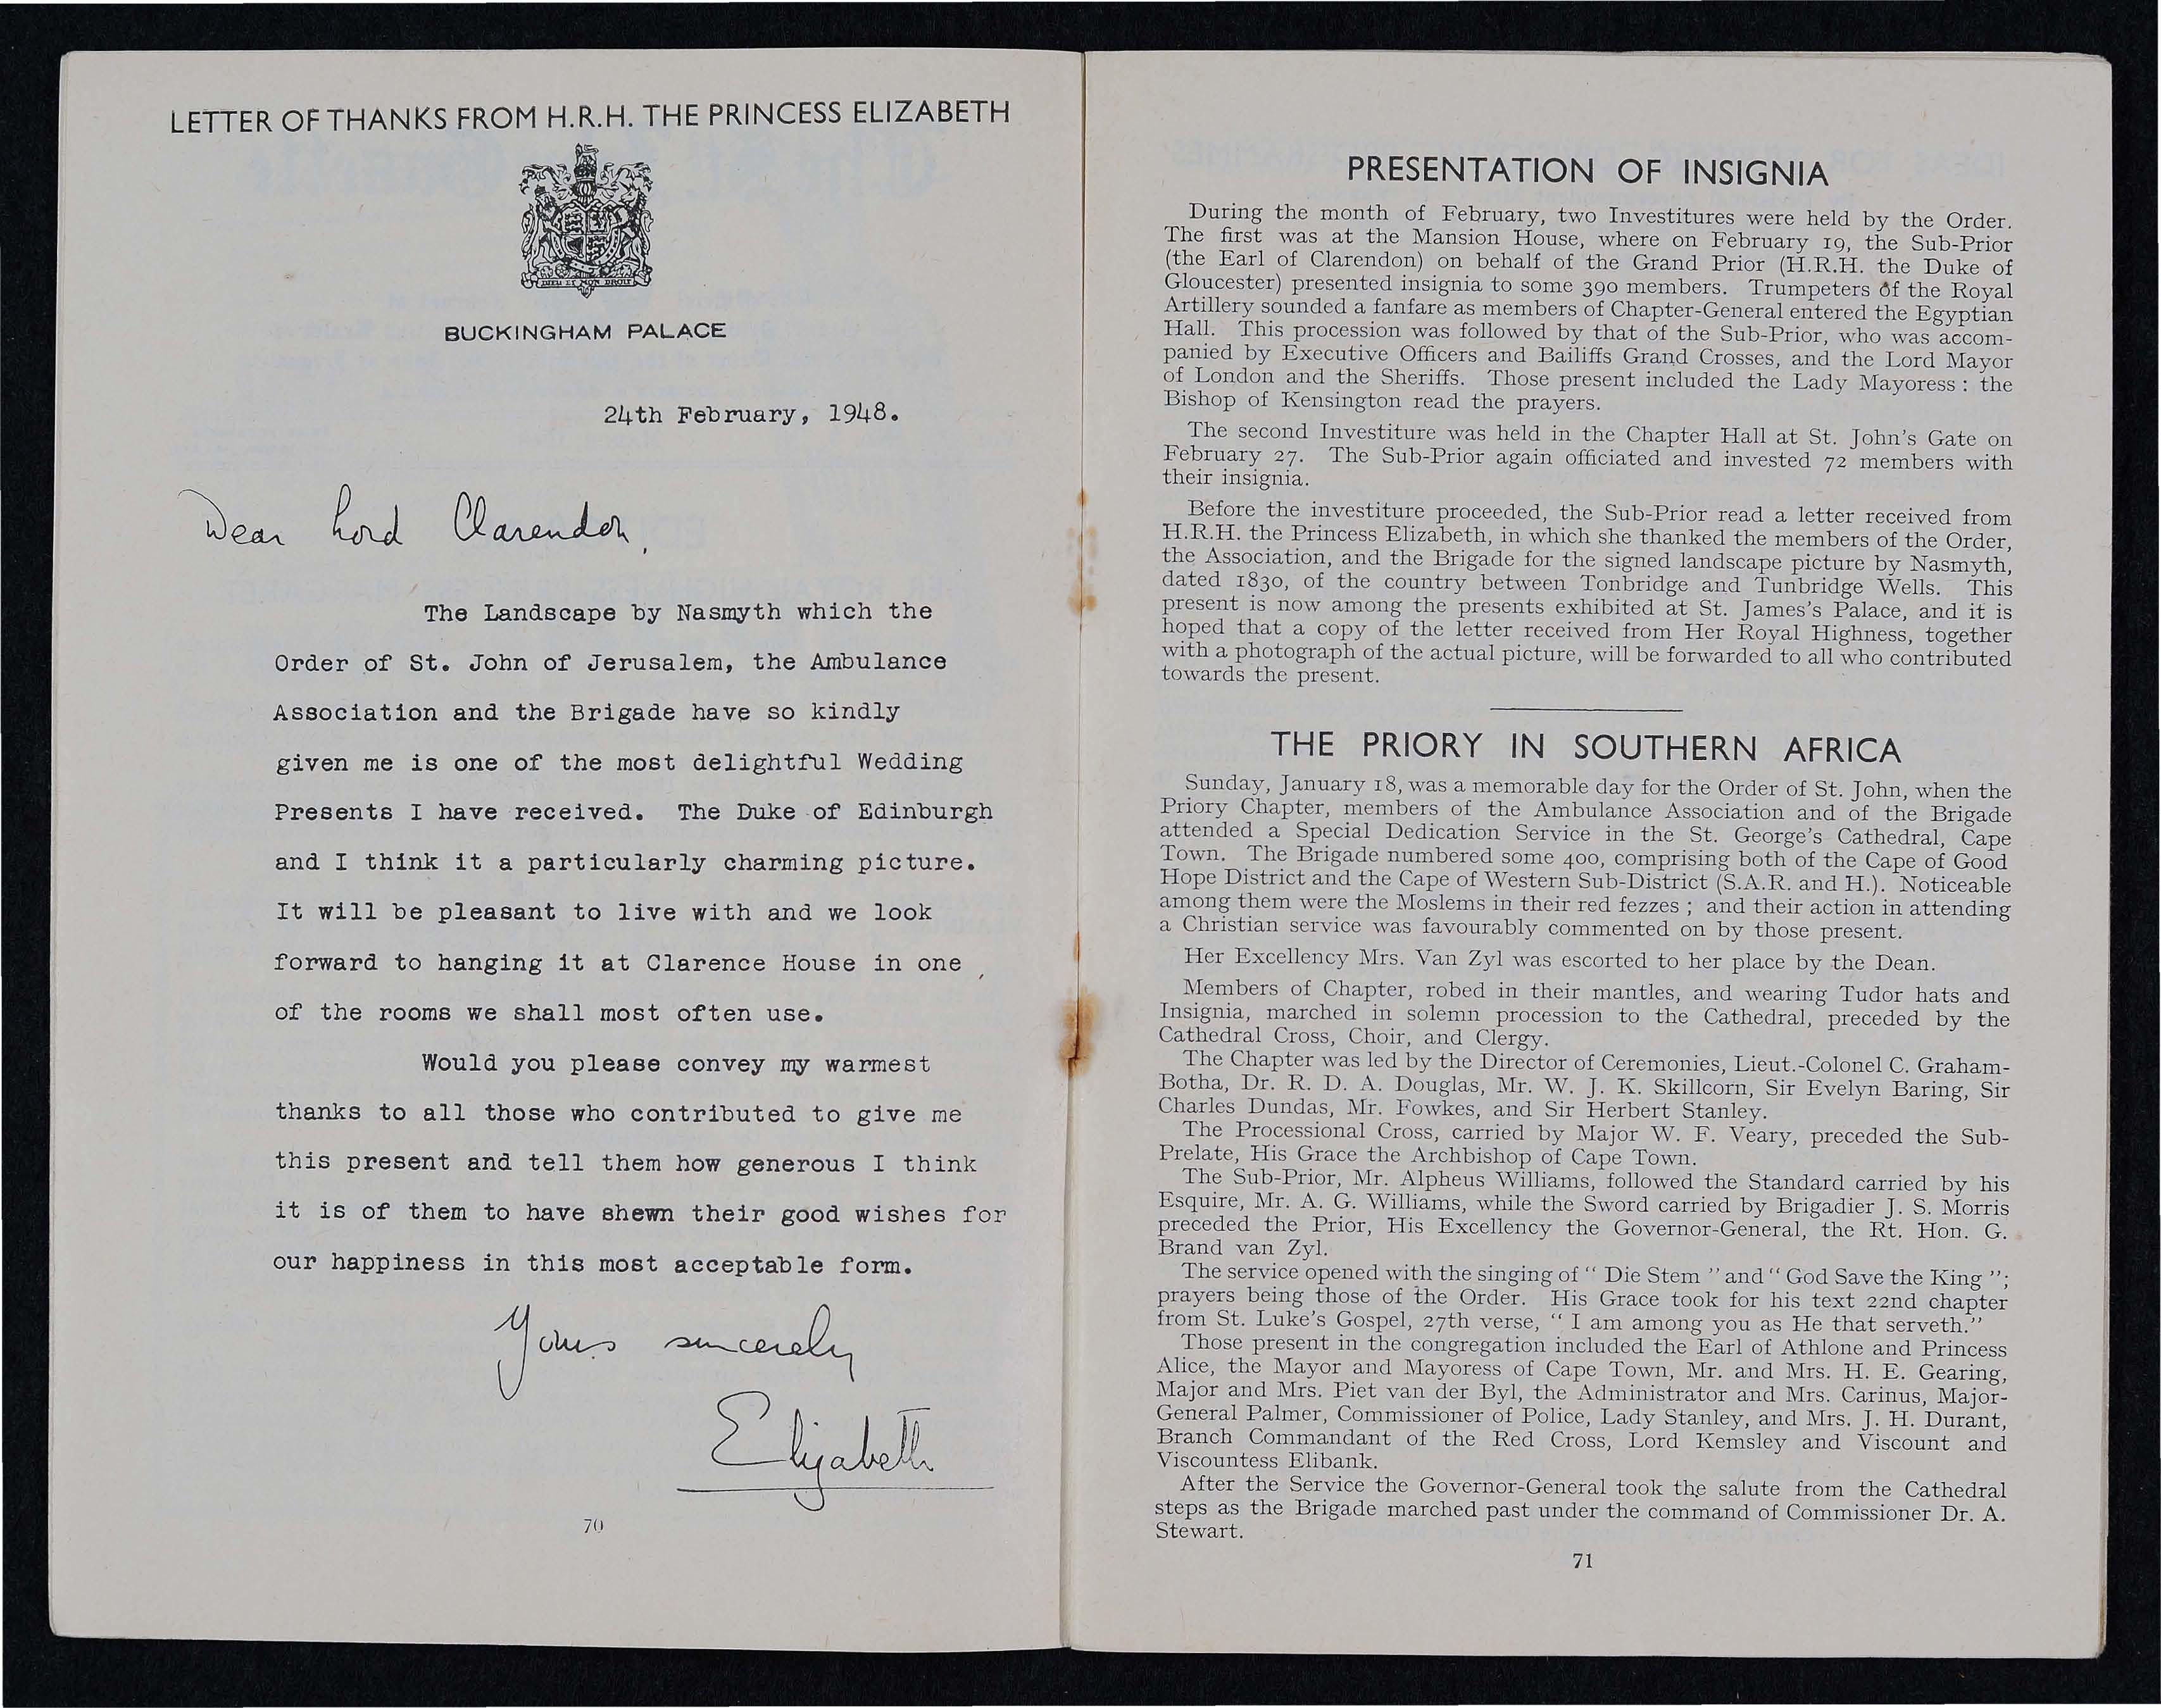 LETTER OF THANKS FROM H.R.H. THE PRINCESS ELIZABETH
DIEU ET MON DROIT
BUCKINGHAM PALACE
24th February, 1948.
Dear Lord Clarendon,
The Landscape by Nasmyth which the
Order of St. John of Jerusalem, the Ambulance
Association and the Brigade have so kindly
given me is one of the most delightful Wedding
Presents I have received. The Duke of Edinburgh
and I think it a particularly charming picture.
It will be pleasant to live with and we look
forward to hanging it at Clarence House in one
of the rooms we shall most often use.
Would you please convey my warmest
thanks to all those who contributed to give me
this present and tell them how generous I think
it is of them to have shewn their good wishes for
our happiness in this most acceptable form.
Yours sincerely
Elizabeth
70
PRESENTATION OF INSIGNIA
During the month of February, two Investitures were held by the Order.
The first was at the Mansion House, where on February 19, the Sub-Prior
(the Earl of Clarendon) on behalf of the Grand Prior (H.R.H. the Duke of
Gloucester) presented insignia to some 390 members. Trumpeters of the Royal
Artillery sounded a fanfare as members of Chapter-General entered the Egyptian
Hall. This procession was followed by that of the Sub-Prior, who was accom-
panied by Executive Officers and Bailiffs Grand Crosses, and the Lord Mayor
of London and the Sheriffs. Those present included the Lady Mayoress : the
Bishop of Kensington read the prayers.
The second Investiture was held in the Chapter Hall at St. John's Gate on
February 27. The Sub-Prior again officiated and invested 72 members with
their insignia.
Before the investiture proceeded, the Sub-Prior read a letter received from
H.R.H. the Princess Elizabeth, in which she thanked the members of the Order,
the Association, and the Brigade for the signed landscape picture by Nasmyth,
dated 1830, of the country between Tonbridge and Tunbridge Wells. This
present is now among the presents exhibited at St. James's Palace, and it is
hoped that a copy of the letter received from Her Royal Highness, together
with a photograph of the actual picture, will be forwarded to all who contributed
towards the present.
THE PRIORY IN SOUTHERN AFRICA
Sunday, January 18, was a memorable day for the Order of St. John, when the
Priory Chapter, members of the Ambulance Association and of the Brigade
attended a Special Dedication Service in the St. George's Cathedral, Cape
Town. The Brigade numbered some 400, comprising both of the Cape of Good
Hope District and the Cape of Western Sub-District (S.A.R. and H.). Noticeable
among them were the Moslems in their red fezzes ; and their action in attending
a Christian service was favourably commented on by those present.
Her Excellency Mrs. Van Zyl was escorted to her place by the Dean.
Members of Chapter, robed in their mantles, and wearing Tudor hats and
Insignia, marched in solemn procession to the Cathedral, preceded by the
Cathedral Cross, Choir, and Clergy.
The Chapter was led by the Director of Ceremonies, Lieut.-Colonel C. Graham-
Botha, Dr. R. D. A. Douglas, Mr. W. J. K. Skillcorn, Sir Evelyn Baring, Sir
Charles Dundas, Mr. Fowkes, and Sir Herbert Stanley.
The Processional Cross, carried by Major W. F. Veary, preceded the Sub-
Prelate, His Grace the Archbishop of Cape Town.
The Sub-Prior, Mr. Alpheus Williams, followed the Standard carried by his
Esquire, Mr. A. G. Williams, while the Sword carried by Brigadier J. S. Morris
preceded the Prior, His Excellency the Governor-General, the Rt. Hon. G.
Brand van Zyl.
The service opened with the singing of " Die Stem " and " God Save the King ";
prayers being those of the Order. His Grace took for his text 22nd chapter
from St. Luke's Gospel, 27th verse, " I am among you as He that serveth."
Those present in the congregation included the Earl of Athlone and Princess
Alice, the Mayor and Mayoress of Cape Town, Mr. and Mrs. H. E. Gearing,
Major and Mrs. Piet van der Byl, the Administrator and Mrs. Carinus, Major-
General Palmer, Commissioner of Police, Lady Stanley, and Mrs. J. H. Durant,
Branch Commandant of the Red Cross, Lord Kemsley and Viscount and
Viscountess Elibank.
After the Service the Governor-General took the salute from the Cathedral
steps as the Brigade marched past under the command of Commissioner Dr. A.
Stewart.
71